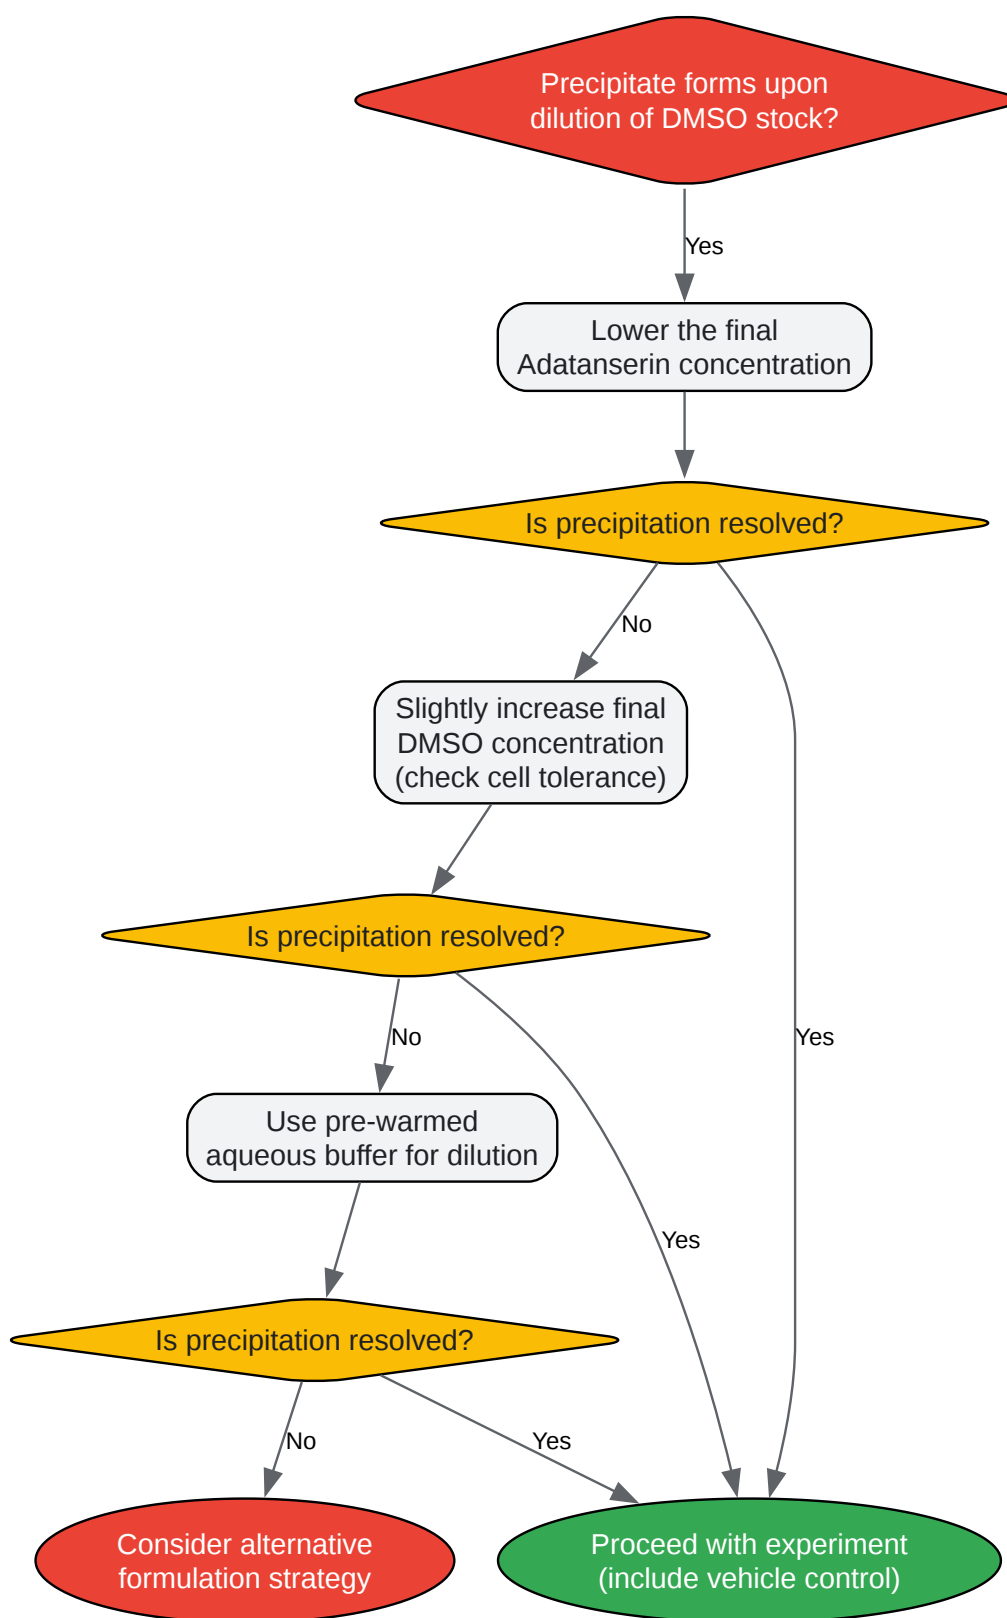 Precipitate forms upon
dilution of DMSO stock?
Yes
Lower the final
Adatanserin concentration
Is precipitation resolved?
No
Slightly increase final
DMSO concentration
(check cell tolerance)
Is precipitation resolved?
No
Yes
Use pre-warmed
aqueous buffer for dilution
Yes
Is precipitation resolved?
No
Yes
Consider alternative
formulation strategy
Proceed with experiment
(include vehicle control)